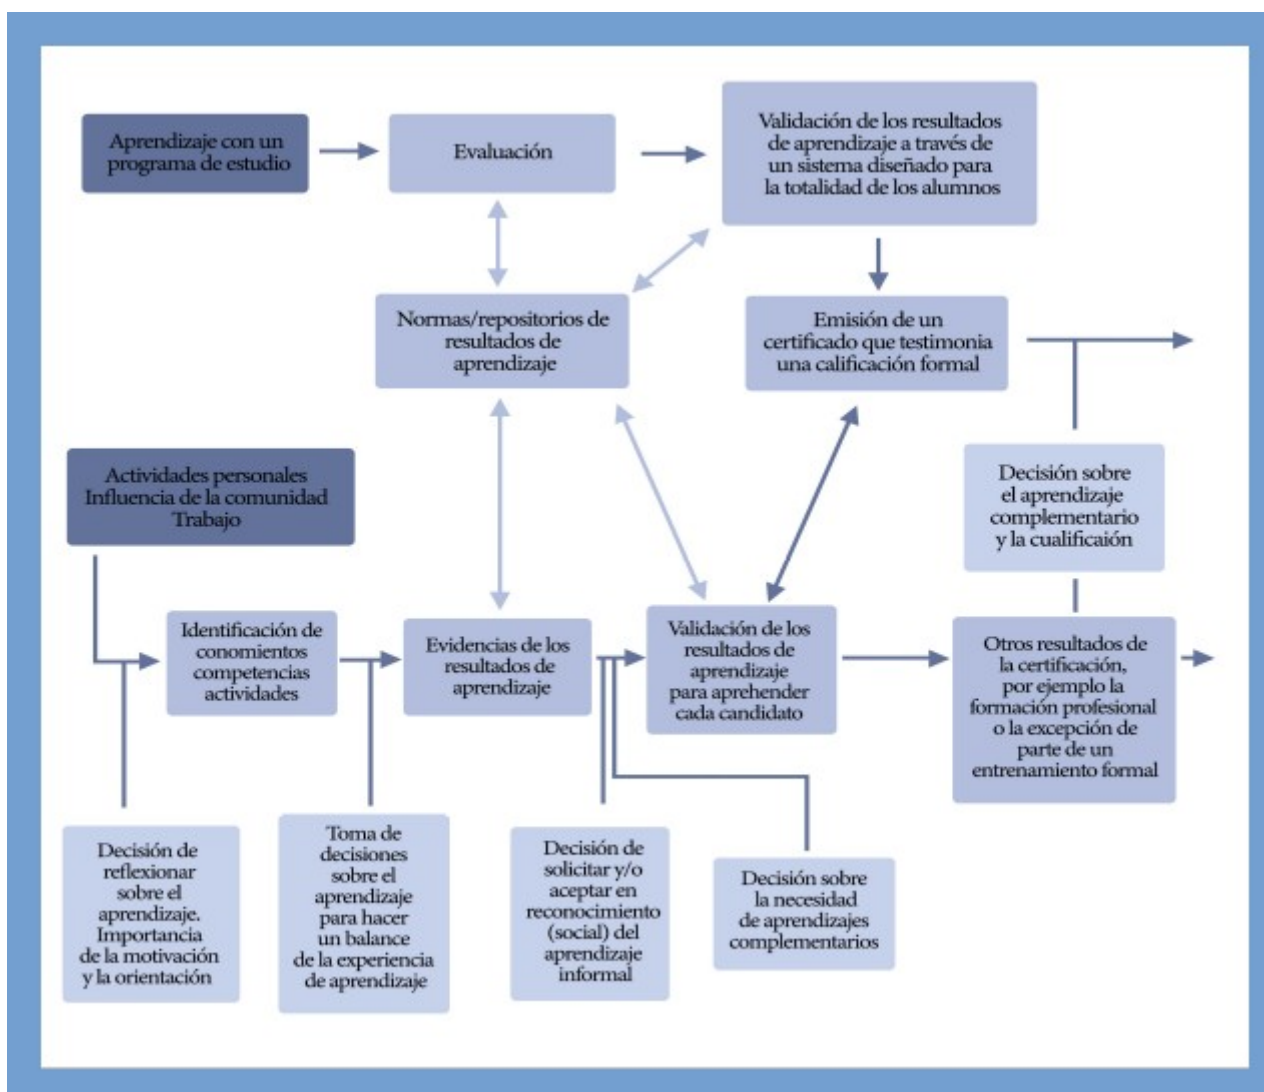 Aprendizaje con un
programa de estudio
Evaluación
Validación de los resultados
de aprendizaje a través de
un sistema diseñado para
la totalidad de los alumnos
Normas/repositorios de
resultados de
aprendizaje
Emisión de un
certificado que testimonia
una calificación formal
Actividades personales
Influencia de la comunidad
Trabajo
Decisión sobre
el aprendizaje
complementario
y la cualificaión
Identificación de
conomientos
competencias
actividades
Evidencias de los
resultados de
aprendizaje
Validación de los
resultados de
aprendizaje
para aprehender
cada candidato
Otros resultados de
la certificación,
por ejemplo la
formación profesional
o la excepción de
parte de un
entrenamiento formal
Decisión de
reflexionar
sobre el
aprendizaje.
Importancia
de la motivación
y la orientación
Toma de
decisiones
sobre el
aprendizaje
para hacer
un balance
de la experiencia
de aprendizaje
Decisión de
solicitar y/o
aceptar en
reconocimiento
(social) del
aprendizaje
informal
Decisión sobre
la necesidad
de aprendizajes
complementarios